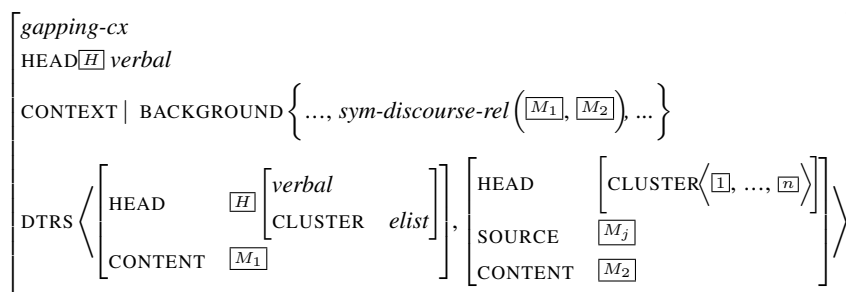 gapping-cx
HEAD H verbal
CONTEXT | BACKGROUND {..., sym-discourse-rel (M1, M2), ...}
DTRS ⟨ [HEAD H [verbal CLUSTER elist] CONTENT M1], [HEAD [CLUSTER ⟨1, ..., n⟩] SOURCE Mj CONTENT M2] ⟩